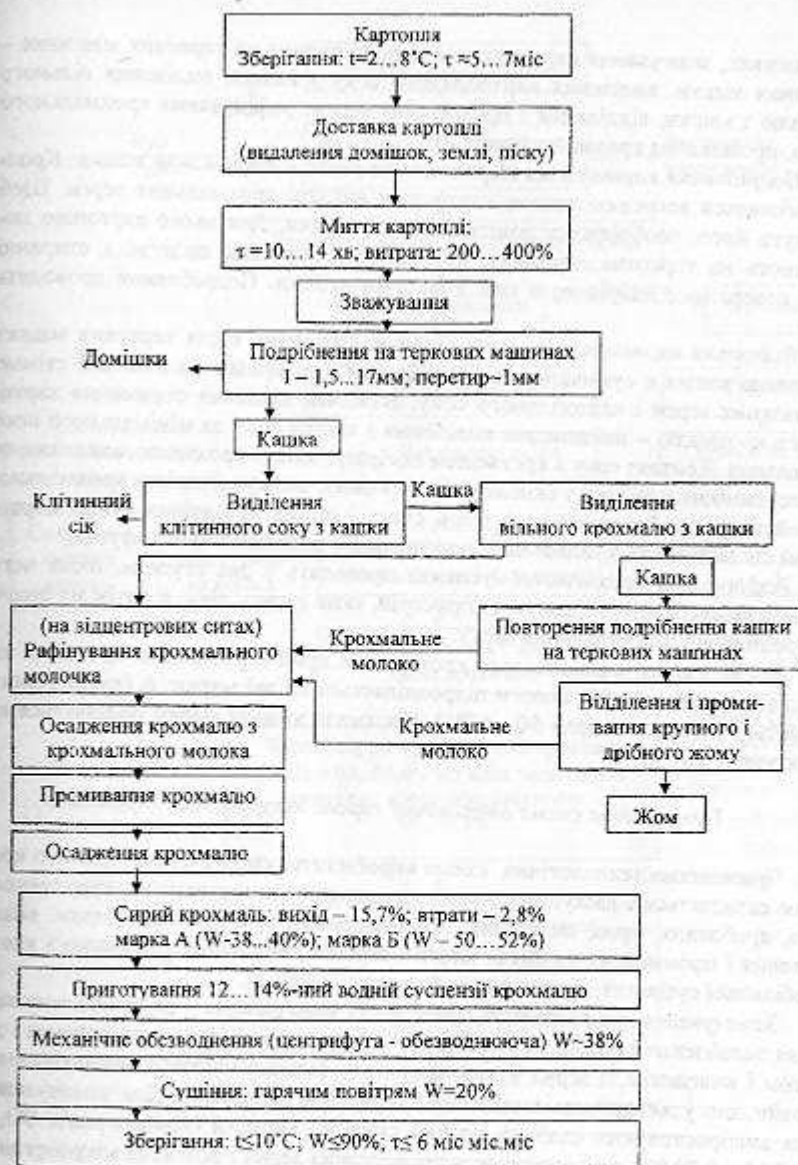 Картопля
Зберігання: t=2…8°С; τ ≈5…7міс
Доставка картоплі
(видалення домішок, землі, піску)
Миття картоплі:
τ =10…14 хв; витрата: 200…400%
Зважування
Домішки
Подрібнення на теркових машинах
1 – 1,5…17мм; перетир~1мм
Кашка
Клітинний
сік
Виділення
клітинного соку з кашки
Кашка
Виділення
вільного крохмалю з кашки
Кашка
(на зідцентрових ситах)
Рафінування крохмального
молочка
Крохмальне
молоко
Повторення подрібнення кашки
на теркових машинах
Осадження крохмалю з
крохмального молока
Крохмальне
молоко
Відділення і проми-
вання крупного і
дрібного жому
Промивання крохмалю
Жом
Осадження крохмалю
Сирий крохмаль: вихід – 15,7%; втрати – 2,8%
марка А (W-38...40%); марка Б (W – 50…52%)
Приготування 12…14%-ний водній суспензії крохмалю
Механічне обезводнення (центрифуга - обезводнююча) W~38%
Сушіння: гарячим повітрям W=20%
Зберігання: t≤10°С; W≤90%; τ≤ 6 міс міс.міс